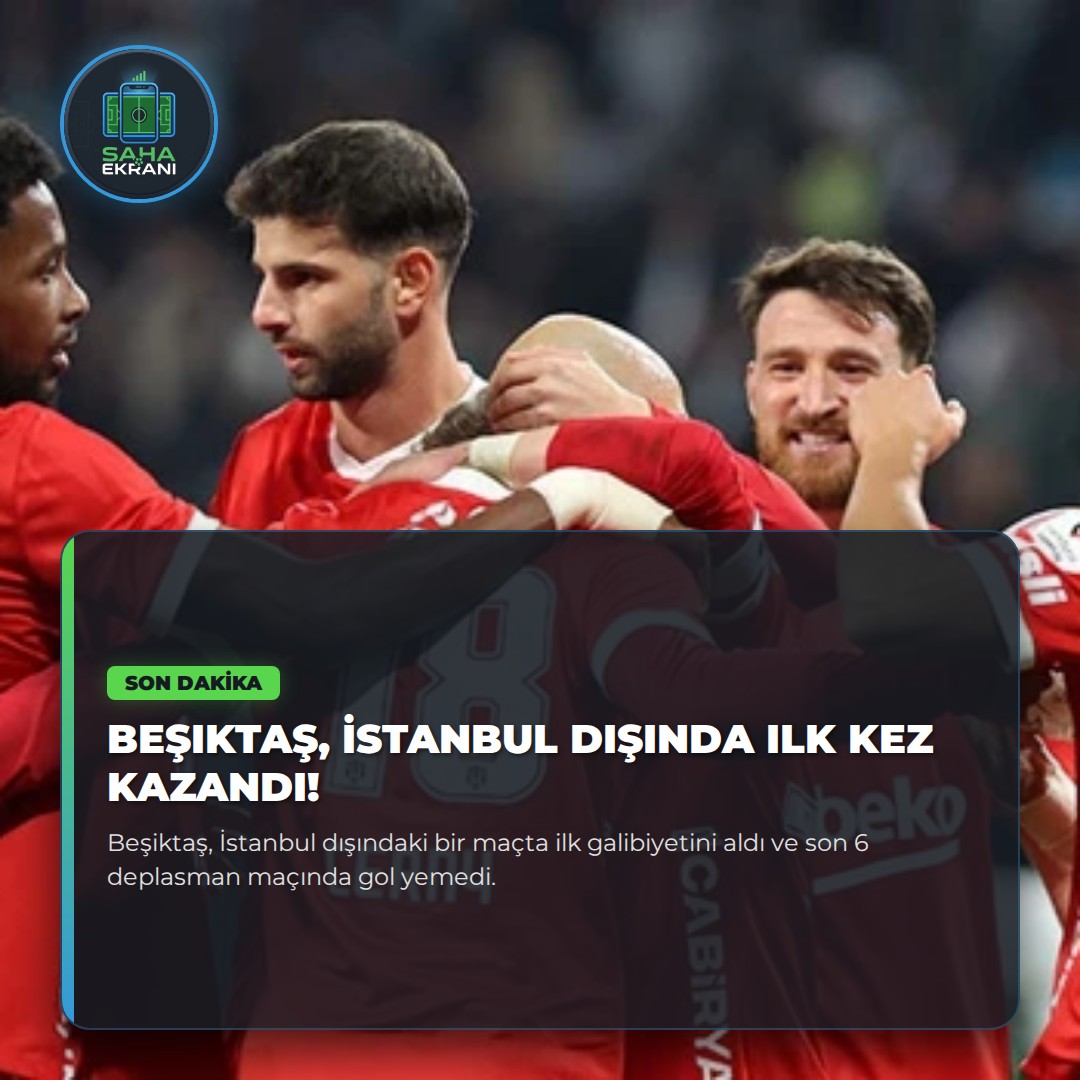 SAHA
EKRANI
SON DAKİKA
BEŞIKTAŞ, İSTANBUL DIŞINDA ILK KEZ
KAZANDI!
Beşiktaş, İstanbul dışındaki bir maçta ilk galibiyetini aldı ve son 6
deplasman maçında gol yemedi.
18
beko